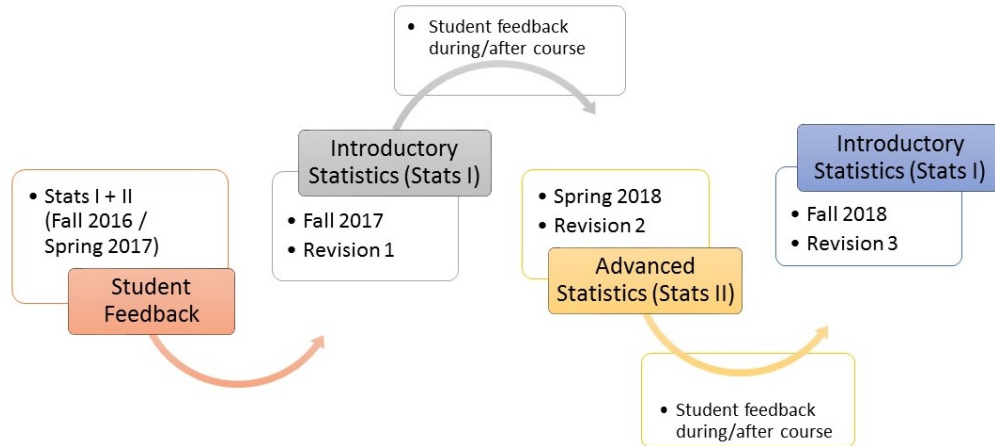 • Student feedback
during/after course
• Stats I + II
(Fall 2016 /
Spring 2017)
Student
Feedback
Introductory
Statistics (Stats I)
• Fall 2017
• Revision 1
• Spring 2018
• Revision 2
Advanced
Statistics (Stats II)
Introductory
Statistics (Stats I)
• Fall 2018
• Revision 3
• Student feedback
during/after course